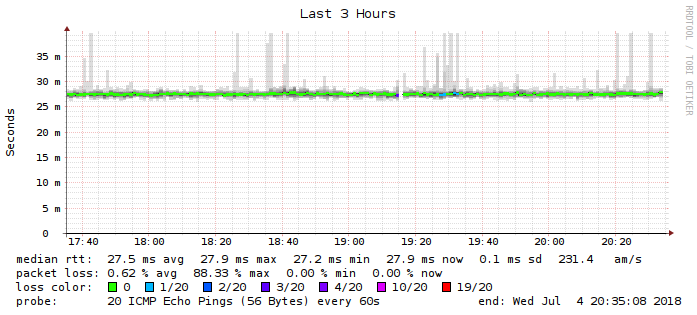 Last 3 Hours
RRDTOOL / TOBI OETIKER
Seconds
35 m
30 m
25 m
20 m
15 m
10 m
5 m
0
17:40 18:00 18:20 18:40 19:00 19:20 19:40 20:00 20:20
median rtt: 27.5 ms avg 27.9 ms max 27.2 ms min 27.9 ms now 0.1 ms sd 231.4 am/s
packet loss: 0.62 % avg 88.33 % max 0.00 % min 0.00 % now
loss color: 0 1/20 2/20 3/20 4/20 10/20 19/20
probe: 20 ICMP Echo Pings (56 Bytes) every 60s end: Wed Jul 4 20:35:08 2018